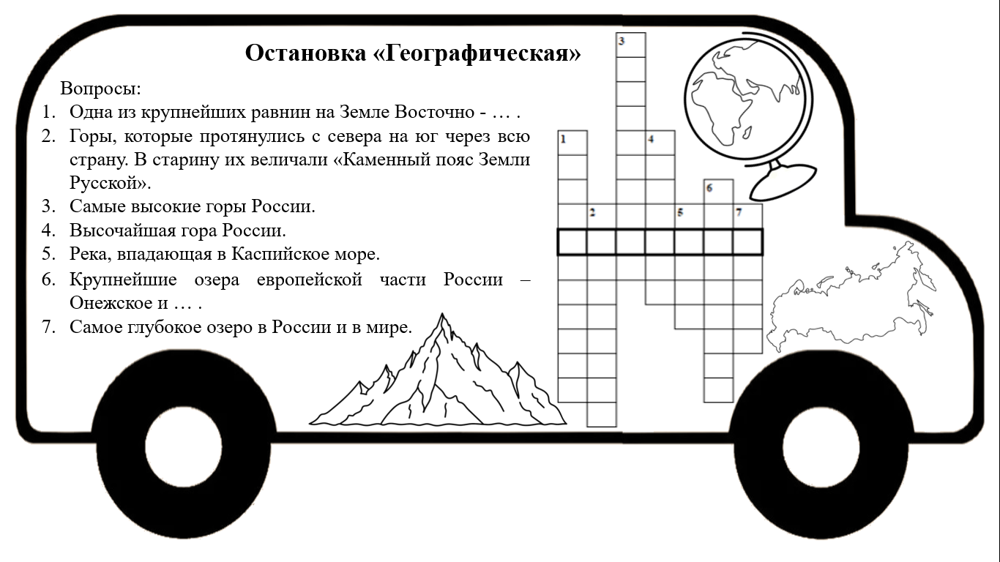 Остановка «Географическая»
Вопросы:
1. Одна из крупнейших равнин на Земле Восточно - … .
2. Горы, которые протянулись с севера на юг через всю
страну. В старину их величали «Каменный пояс Земли
Русской».
3. Самые высокие горы России.
4. Высочайшая гора России.
5. Река, впадающая в Каспийское море.
6. Крупнейшие озера европейской части России –
Онежское и … .
7. Самое глубокое озеро в России и в мире.
3
1
4
6
2
5
7